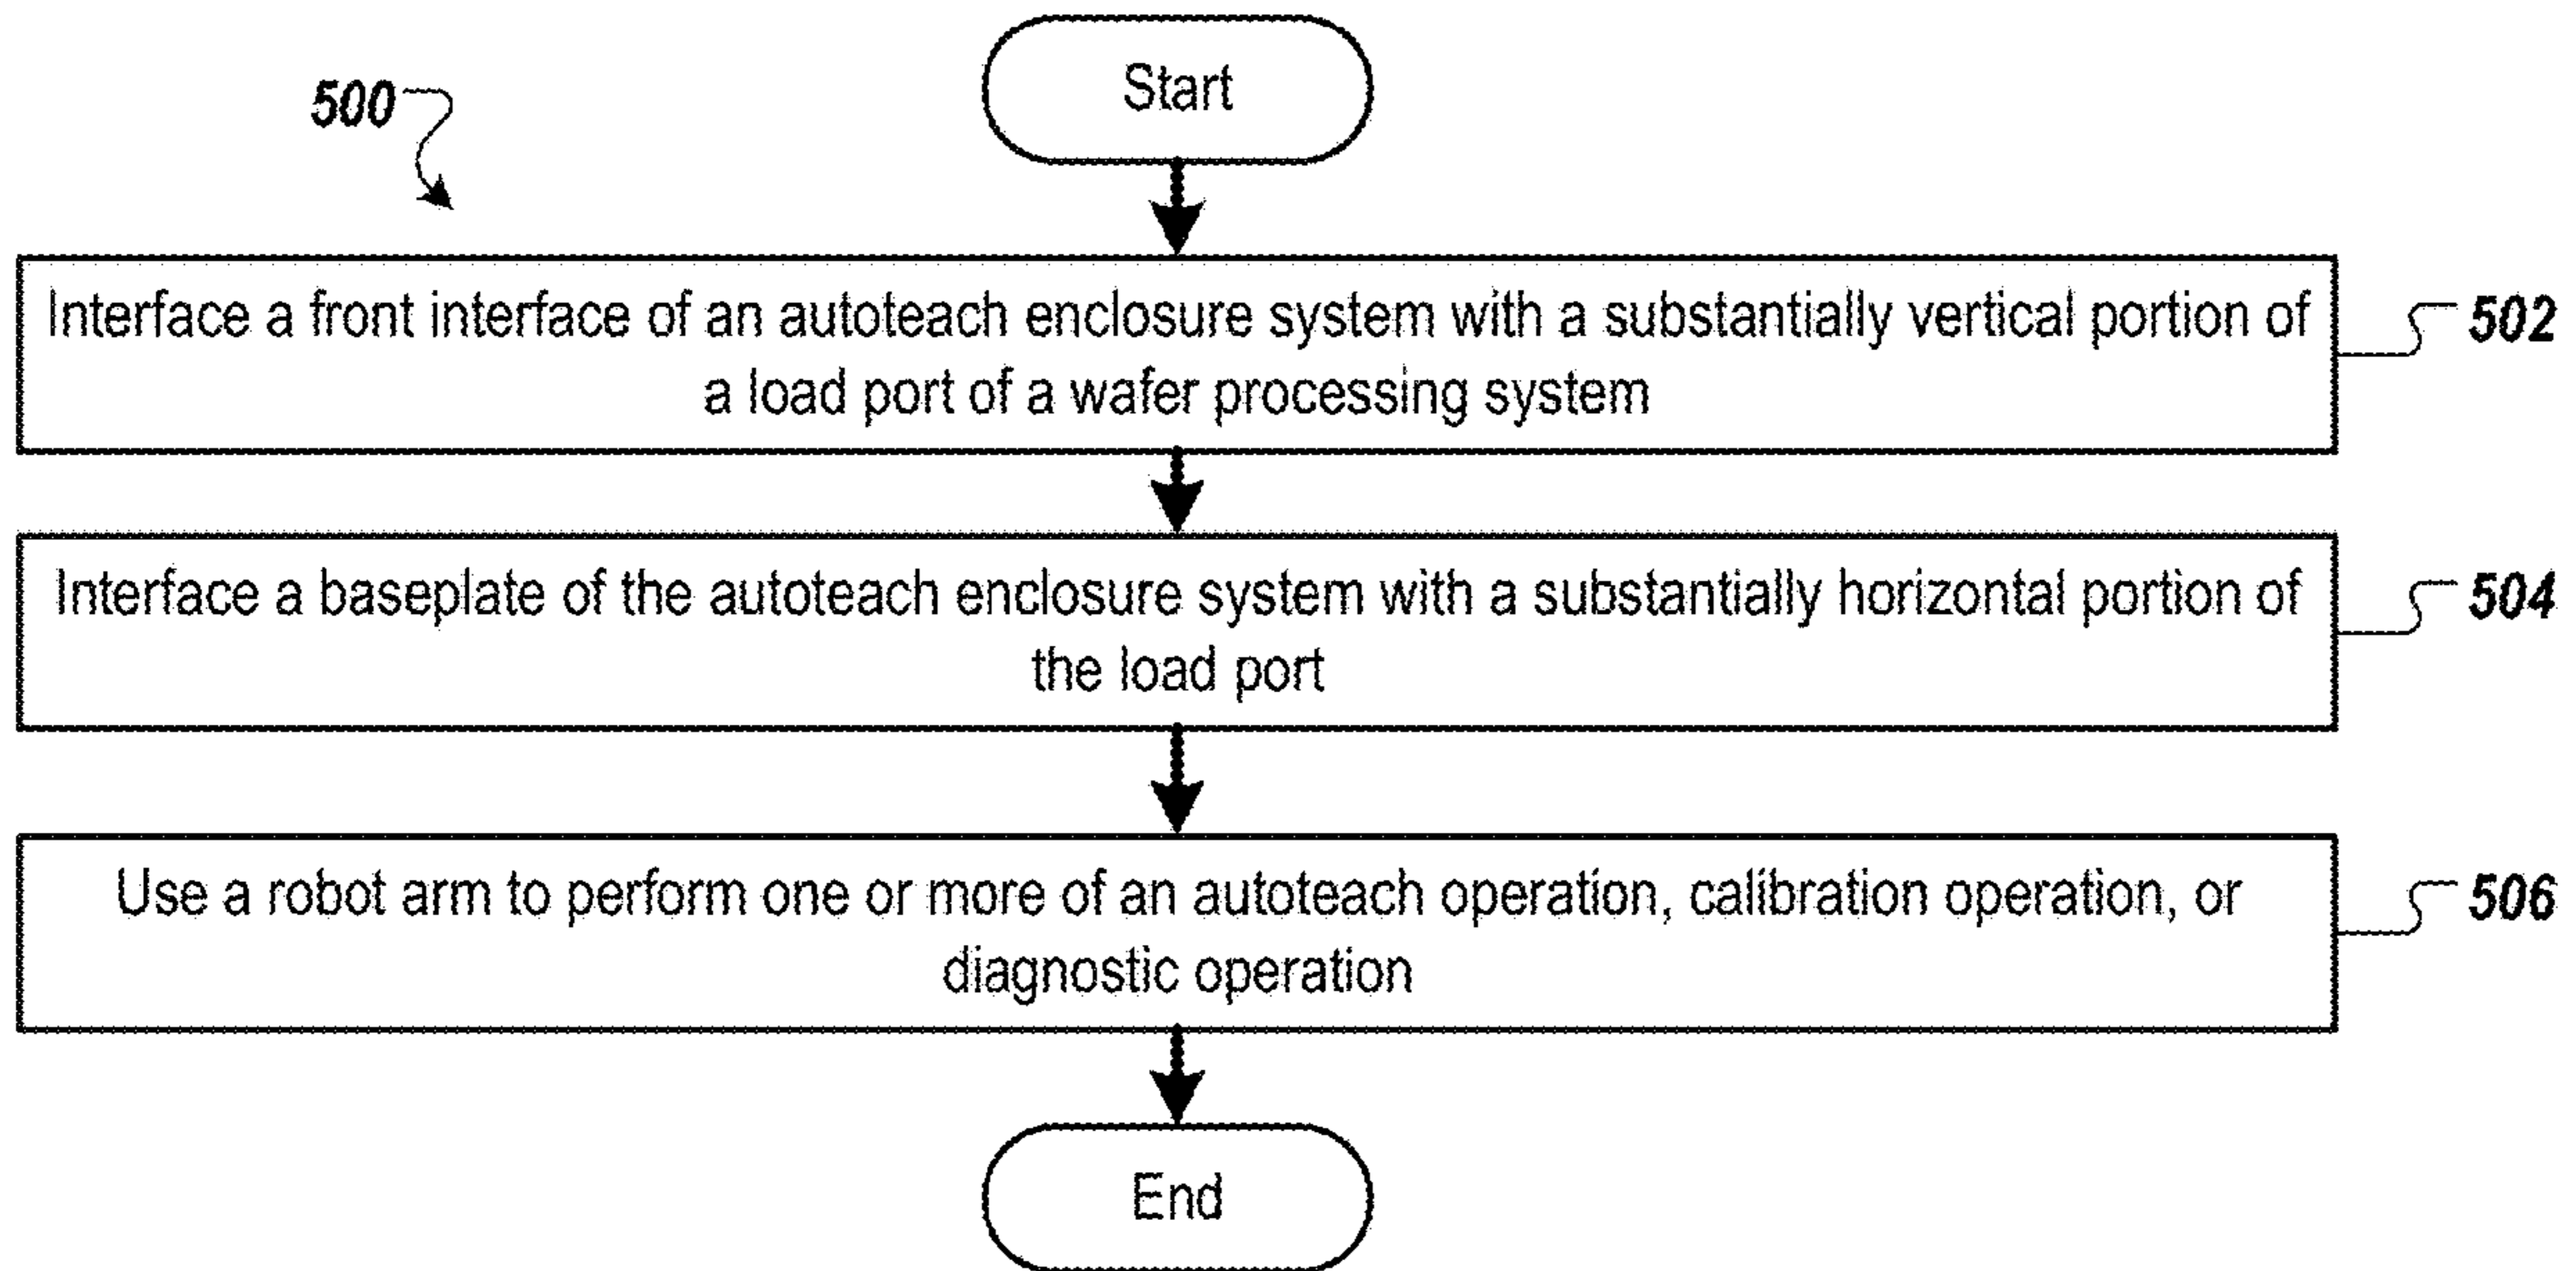 Start
500
Interface a front interface of an autoteach enclosure system with a substantially vertical portion of
a load port of a wafer processing system
502
Interface a baseplate of the autoteach enclosure system with a substantially horizontal portion of
the load port
504
Use a robot arm to perform one or more of an autoteach operation, calibration operation, or
diagnostic operation
506
End